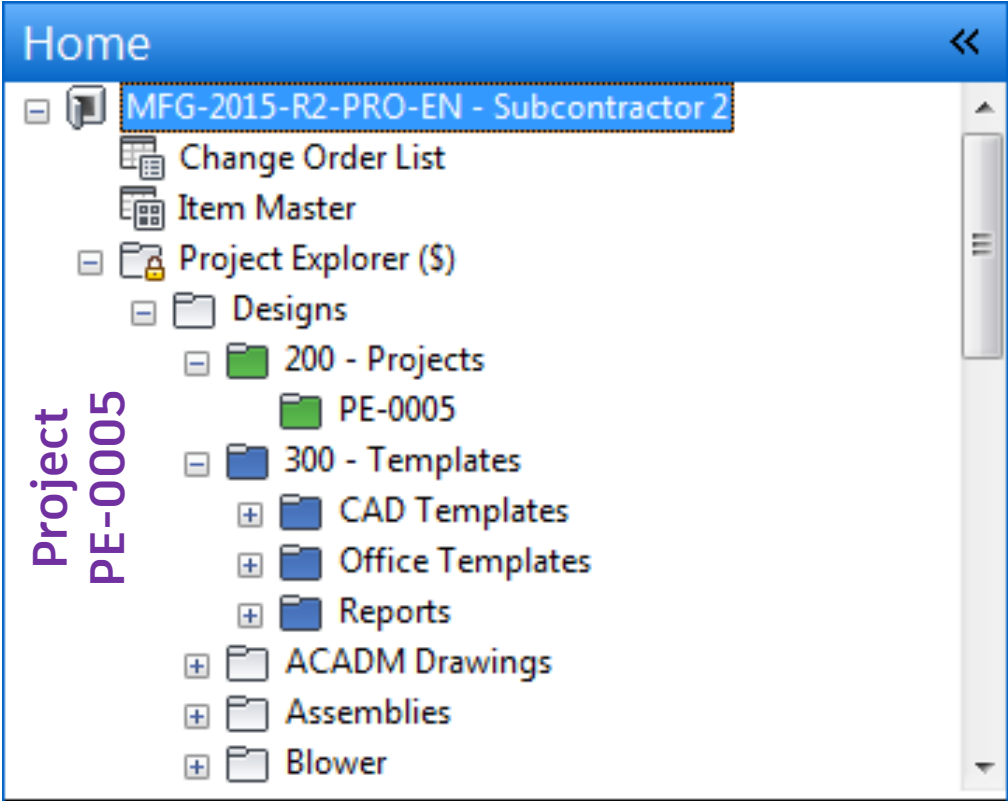 Home
MFG-2015-R2-PRO-EN - Subcontractor 2
Change Order List
Item Master
Project Explorer ($)
Designs
200 - Projects
PE-0005
300 - Templates
CAD Templates
Office Templates
Reports
ACADM Drawings
Assemblies
Blower
Project
PE-0005